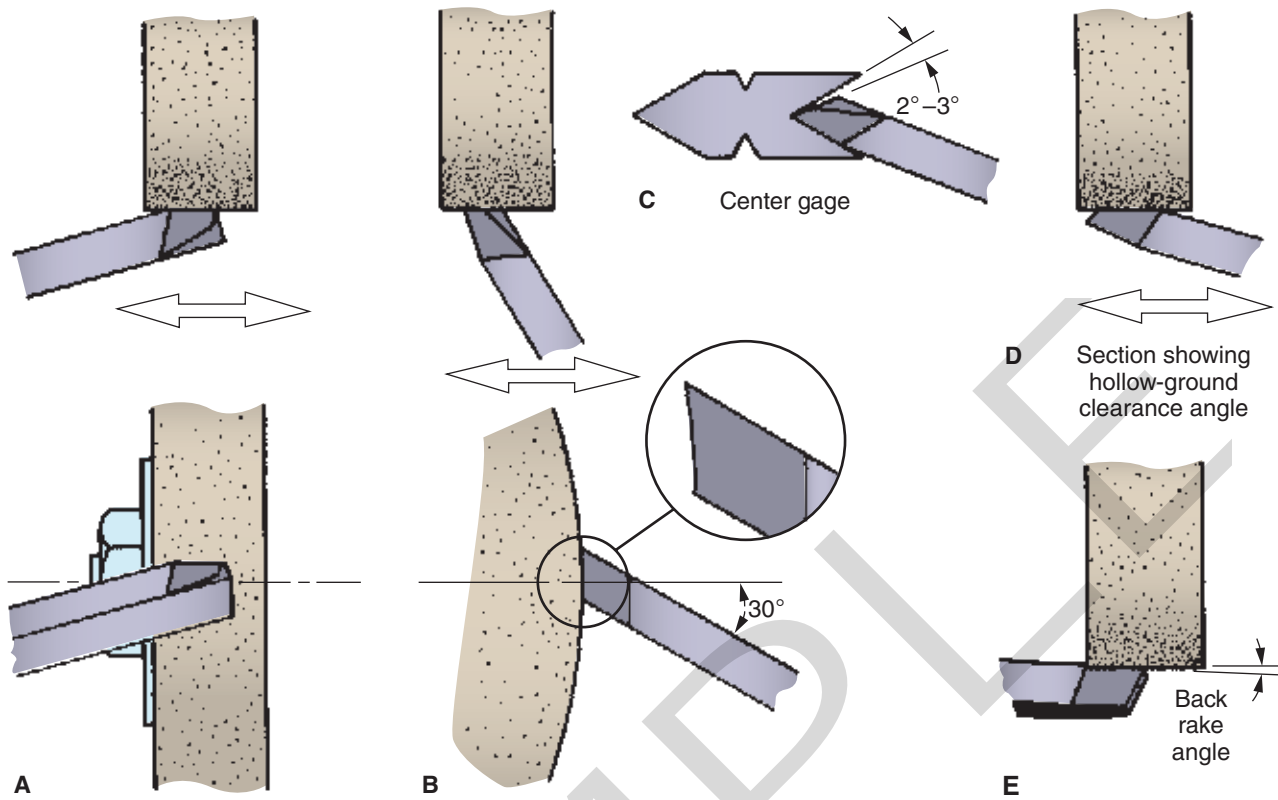 2°–3°
C
Center gage
D
Section showing
hollow-ground
clearance angle
30°
Back
rake
angle
A
B
E